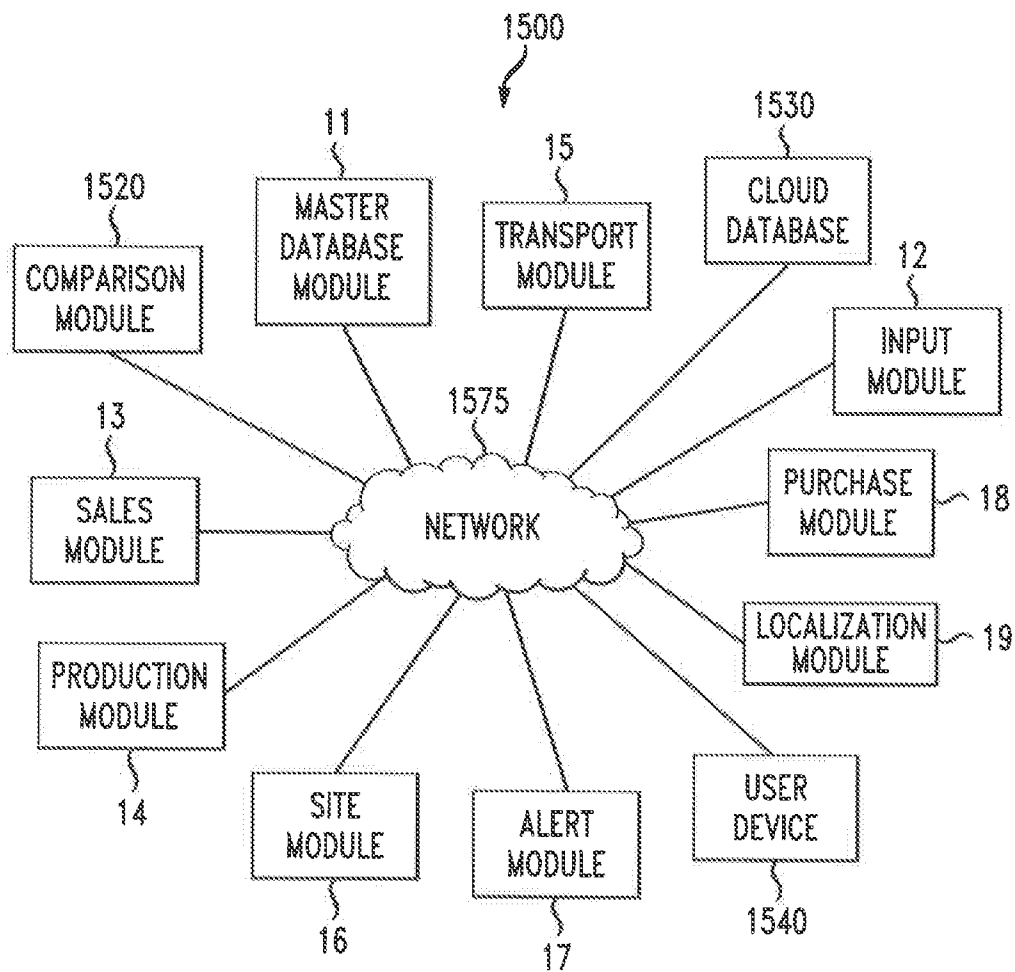 1500
11
MASTER
DATABASE
MODULE
15
TRANSPORT
MODULE
1530
CLOUD
DATABASE
1520
COMPARISON
MODULE
12
INPUT
MODULE
13
SALES
MODULE
1575
NETWORK
PURCHASE
MODULE
18
LOCALIZATION
MODULE
19
PRODUCTION
MODULE
14
SITE
MODULE
16
ALERT
MODULE
17
USER
DEVICE
1540